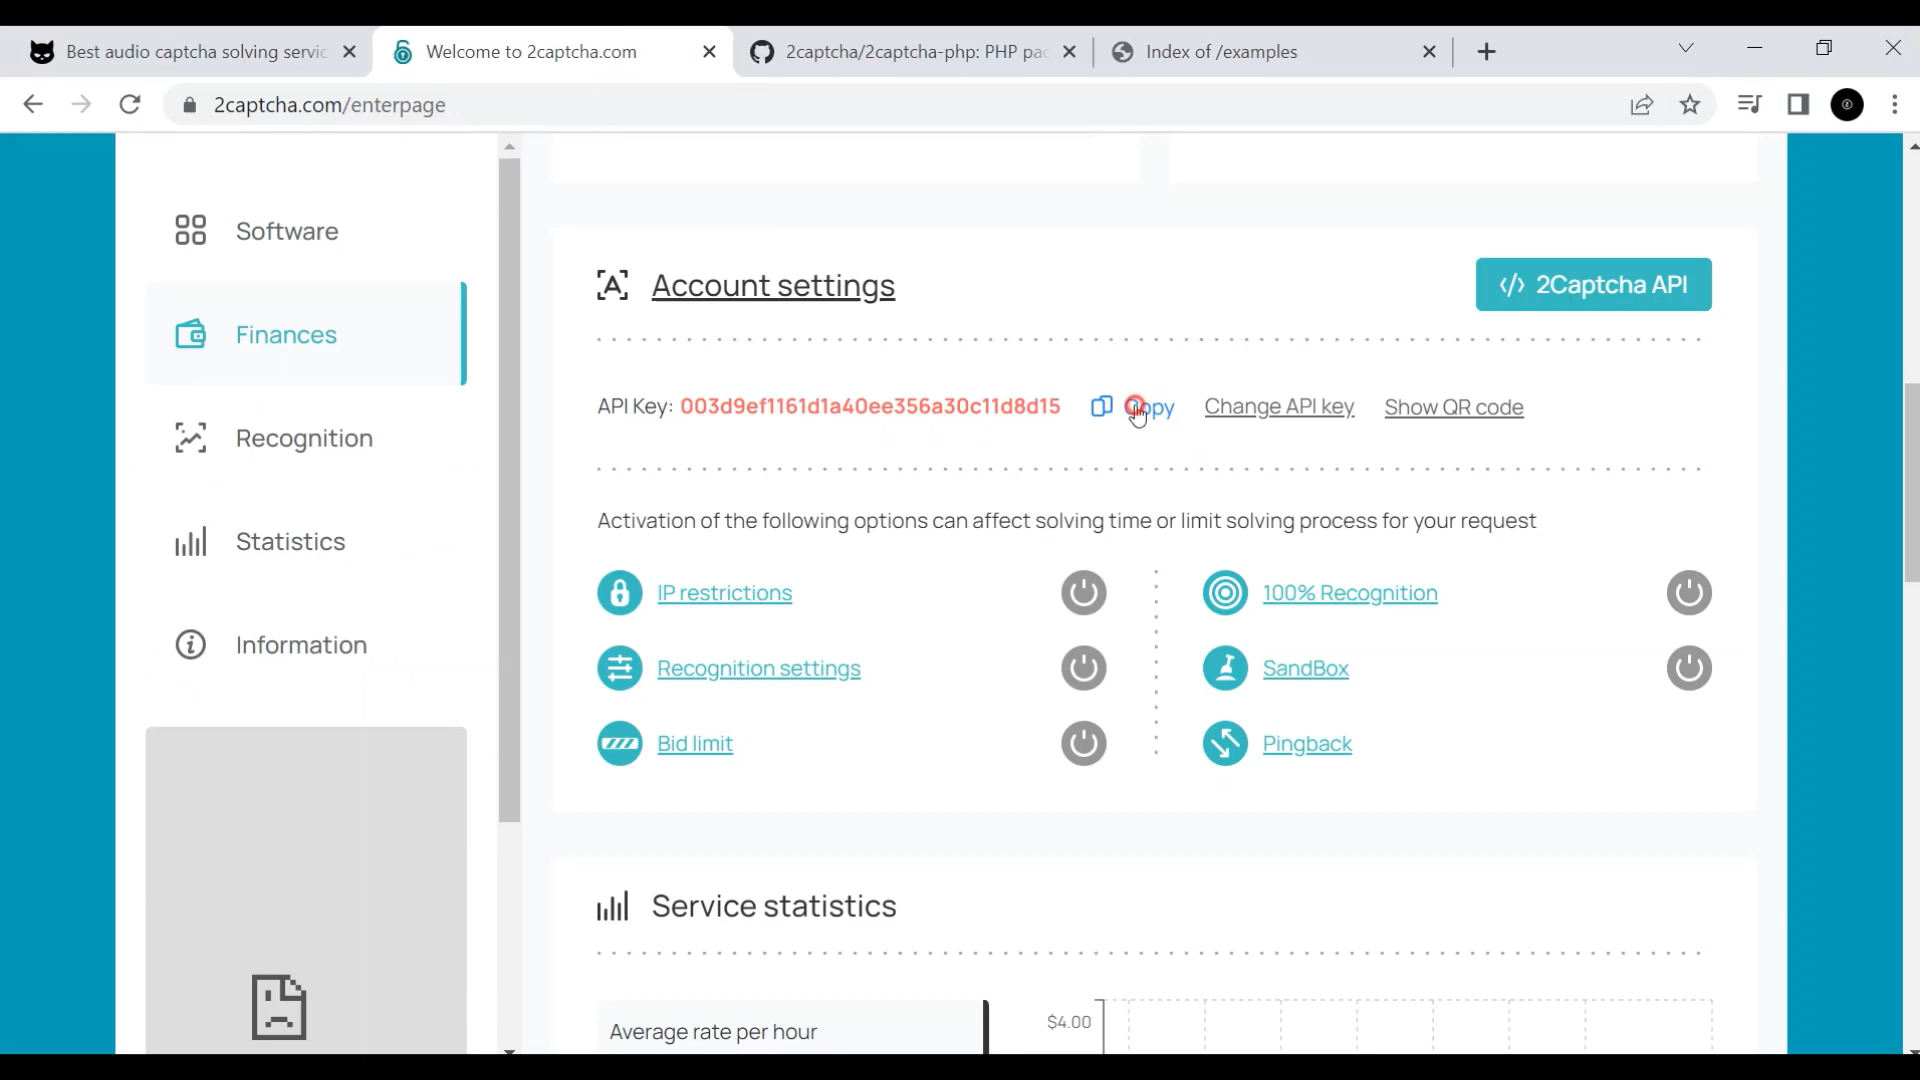 Best audio captcha solving servic
Welcome to 2captcha.com
2captcha/2captcha-php: PHP pac
Index of /examples
2captcha.com/enterpage
Software
Finances
Recognition
Statistics
Information
Account settings
</> 2Captcha API
API Key: 003d9ef1161d1a40ee356a30c11d8d15 Copy Change API key Show QR code
Activation of the following options can affect solving time or limit solving process for your request
IP restrictions
100% Recognition
Recognition settings
SandBox
Bid limit
Pingback
Service statistics
Average rate per hour
$4.00